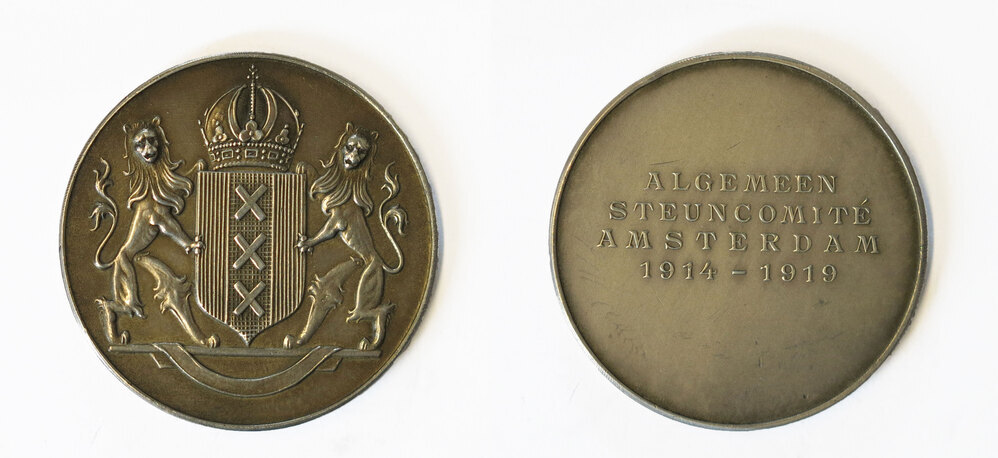 ALGEMEEN
STEUNCOMITÉ
AMSTERDAM
1914 – 1919